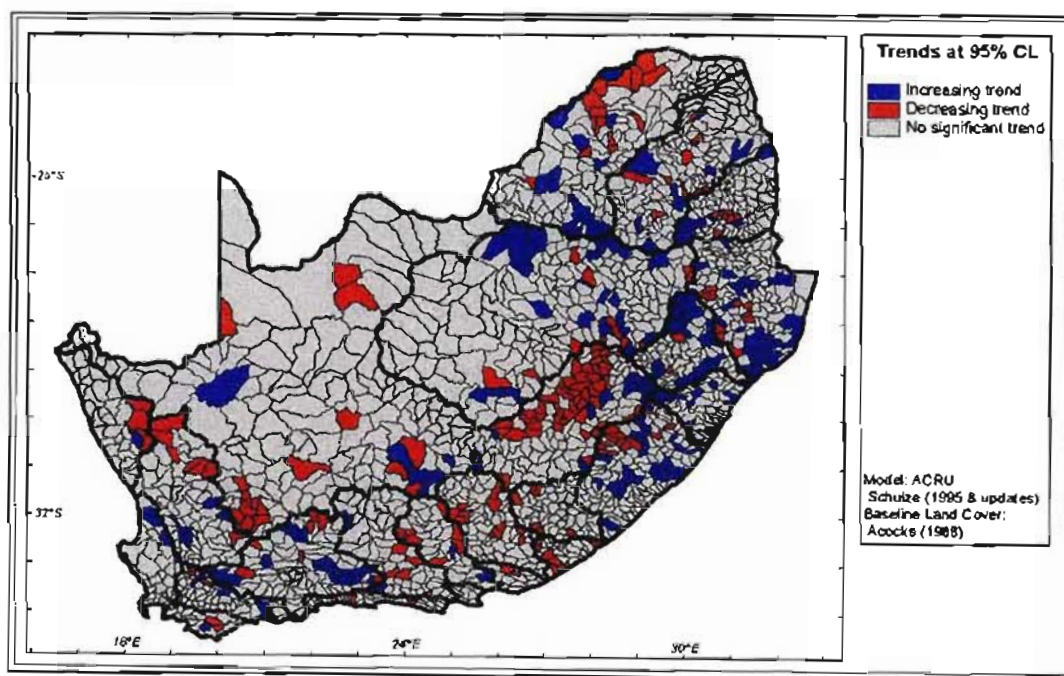 Trends at 95% CL
Increasing trend
Decreasing trend
No significant trend
32°S
18°E
30°E
Model: ACRU
Schulze (1995 & updates)
Baseline Land Cover:
Acocks (1988)